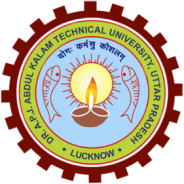 DR. A.P.J. ABDUL KALAM TECHNICAL UNIVERSITY, UTTAR PRADESH
योगः कर्मसु कौशलम्
• LUCKNOW •